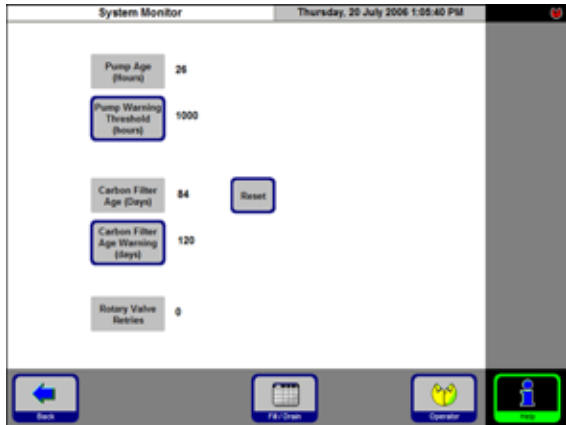 System Monitor
Thursday, 20 July 2006 1:05:40 PM
Pump Age
(Hours)
26
Pump Warning
Threshold
(hours)
1000
Carbon Filter
Age (Days)
84
Reset
Carbon Filter
Age Warning
(days)
120
Rotary Valve
Retries
0
Back
Fill / Drain
Operator
Help